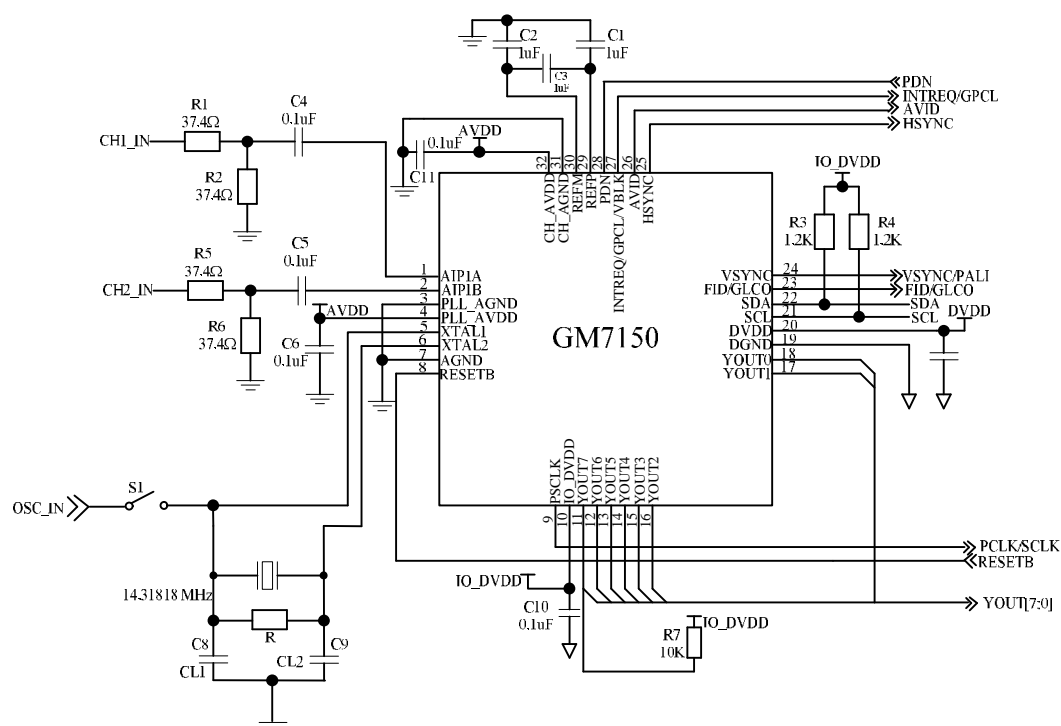 C2
1uF
C1
1uF
C3
1uF
PDN
INTREQ/GPCL
AVID
HSYNC
R1
37.4Ω
C4
0.1uF
CH1_IN
R2
37.4Ω
0.1uF
AVDD
C11
32
31
30
29
28
27
26
25
CH_AVDD
CH_AGND
REFM
REFP
PDN
INTREQ/GPCL/VBLK
AVID
HSYNC
IO_DVDD
R3
1.2K
R4
1.2K
R5
37.4Ω
C5
0.1uF
CH2_IN
R6
37.4Ω
AVDD
C6
0.1uF
1 AIP1A
2 AIP1B
3 PLL_AGND
4 PLL_AVDD
5 XTAL1
6 XTAL2
7 AGND
8 RESETB
GM7150
VSYNC 24 VSYNC/PALI
FID/GLCO 23 FID/GLCO
SDA 22 SDA
SCL 21 SCL
DVDD 20 DVDD
DGND 19
YOUT0 18
YOUT1 17
PSCLK
IO_DVDD
YOUT7
YOUT6
YOUT5
YOUT4
YOUT3
YOUT2
9
10
11
12
13
14
15
16
OSC_IN
S1
PCLK/SCLK
RESETB
14.31818 MHz
IO_DVDD
C10
0.1uF
YOUT[7:0]
R
R7
10K
IO_DVDD
C8
CL1
C9
CL2